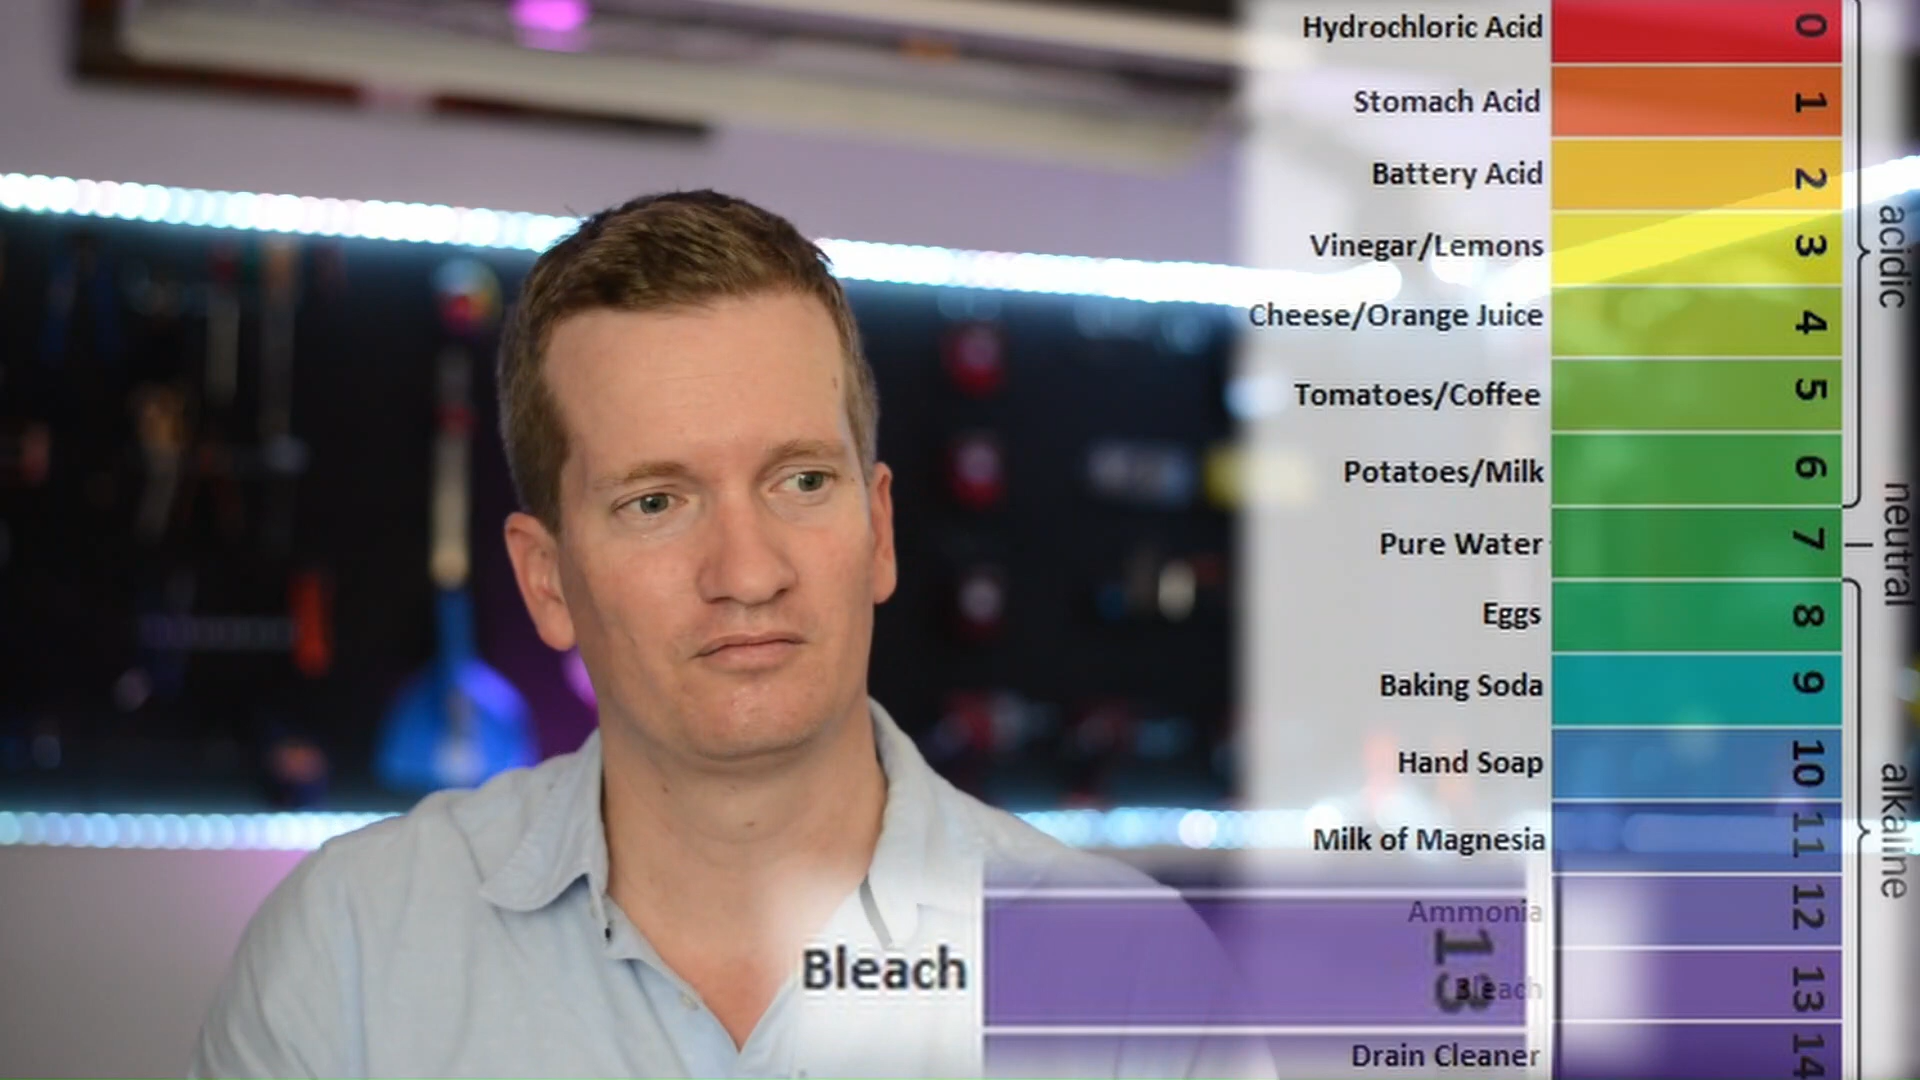 Hydrochloric Acid 0
Stomach Acid 1
Battery Acid 2
Vinegar/Lemons 3
Cheese/Orange Juice 4
Tomatoes/Coffee 5
Potatoes/Milk 6
Pure Water 7
Eggs 8
Baking Soda 9
Hand Soap 10
Milk of Magnesia 11
Ammonia 12
Bleach 13
Drain Cleaner 14
acidic
neutral
alkaline
Bleach 13